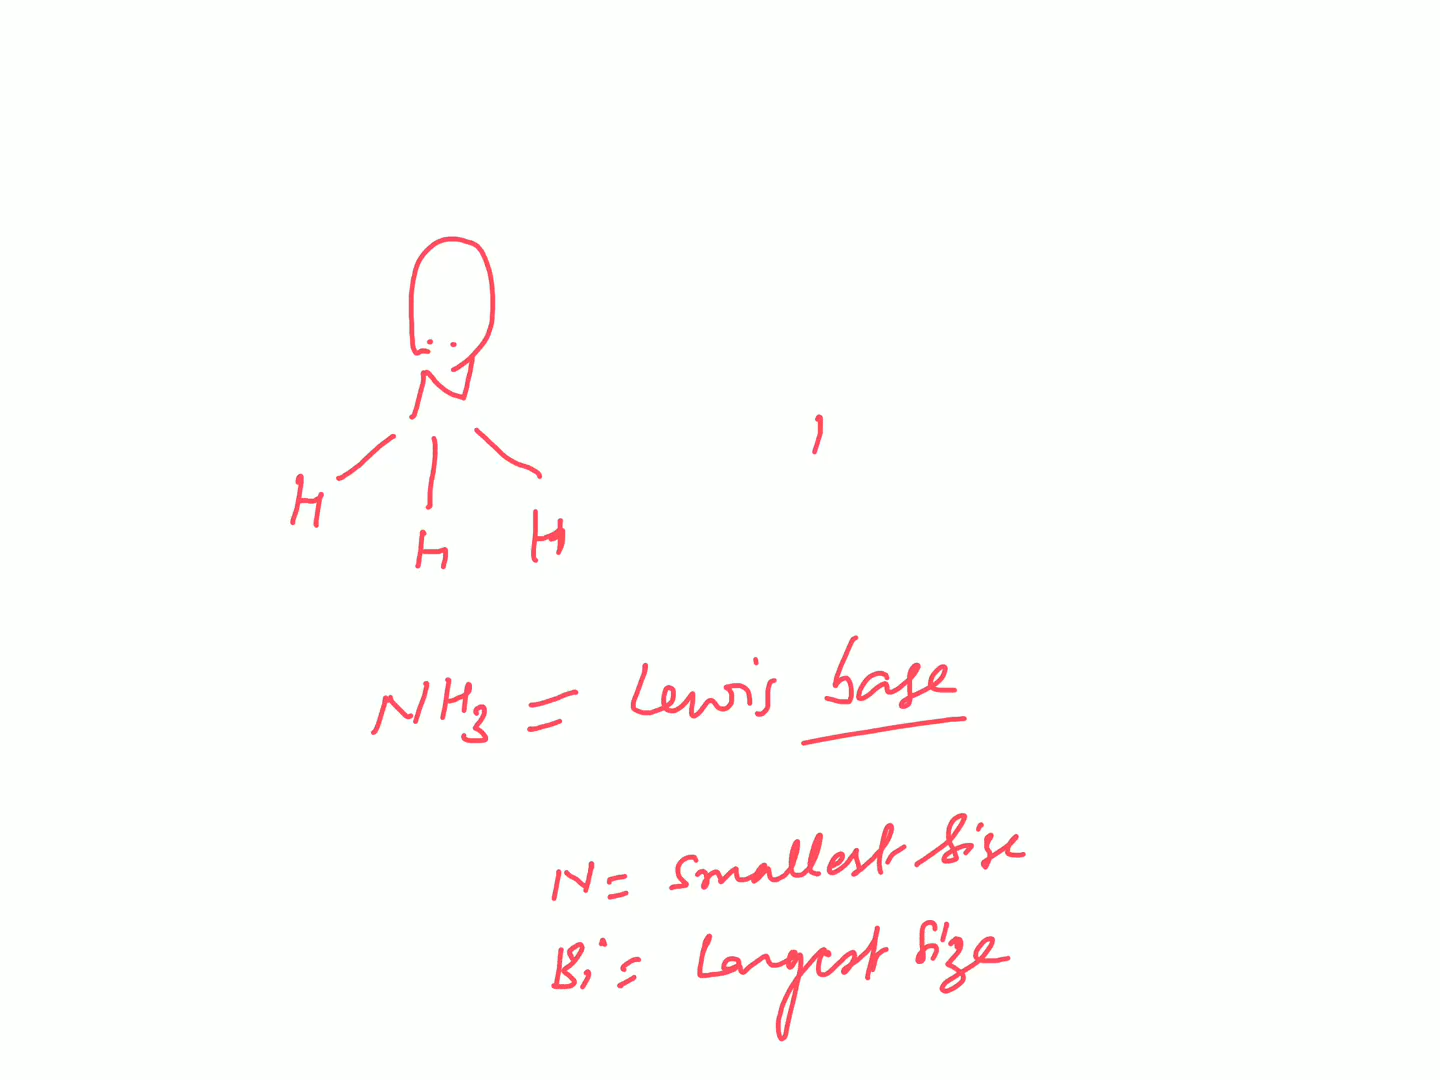 N
H H H
NH3 = Lewis base
N = Smallest Size
Bi = Largest Size